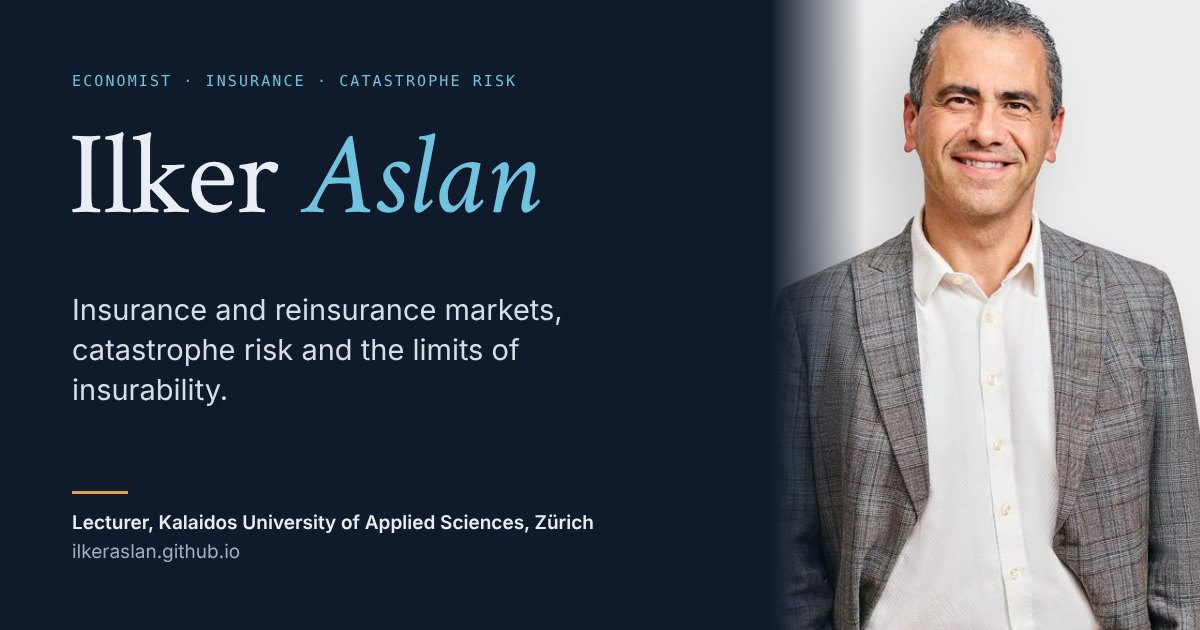 ECONOMIST · INSURANCE · CATASTROPHE RISK
Ilker Aslan
Insurance and reinsurance markets,
catastrophe risk and the limits of
insurability.
Lecturer, Kalaidos University of Applied Sciences, Zürich
ilkeraslan.github.io